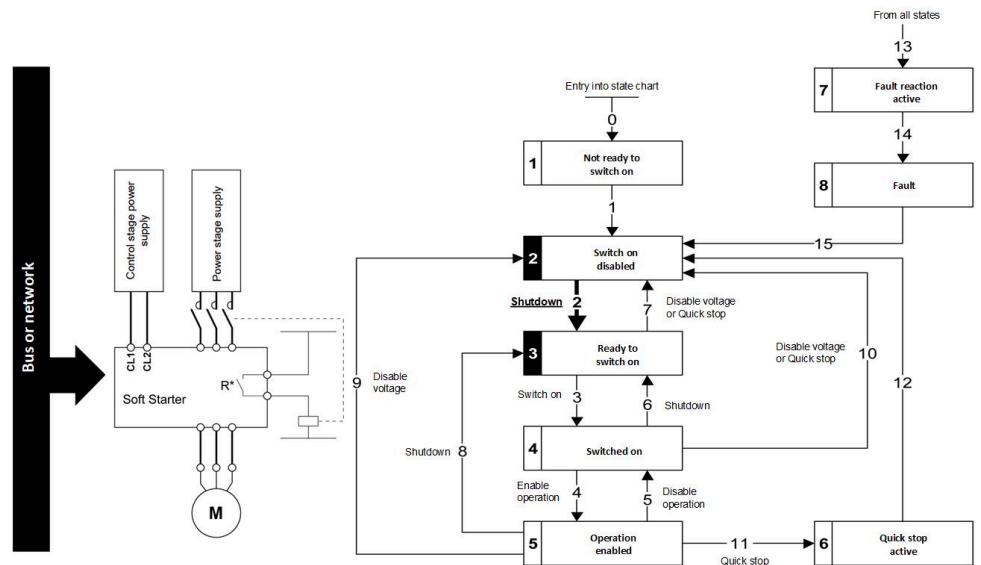 Bus or network
Control stage power
supply
Power stage supply
CL1
CL2
R*
Soft Starter
M
From all states
13
7
Fault reaction
active
14
8
Fault
15
Entry into state chart
0
1
Not ready to
switch on
1
2
Switch on
disabled
Shutdown
2
7
Disable voltage
or Quick stop
3
Ready to
switch on
Switch on
3
6
Shutdown
4
Switched on
Enable
operation
4
5
Disable
operation
5
Operation
enabled
9
Disable
voltage
Shutdown
8
Disable voltage
or Quick stop
10
12
11
Quick stop
6
Quick stop
active